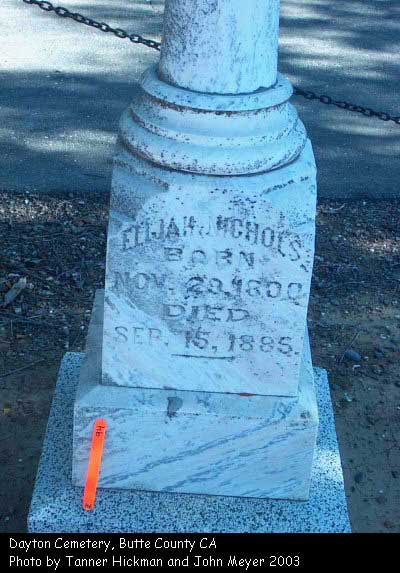 ELIJAH NICHOLS
BORN
NOV. 28, 1800
DIED
SEP. 15, 1885.
Dayton Cemetery, Butte County CA
Photo by Tanner Hickman and John Meyer 2003